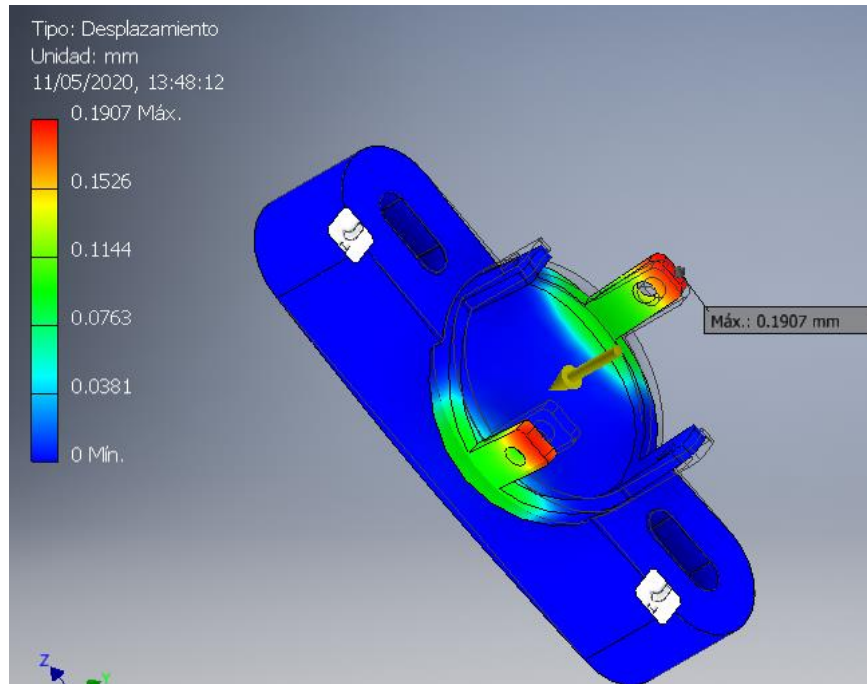 Tipo: Desplazamiento
Unidad: mm
11/05/2020, 13:48:12
0.1907 Máx.
0.1526
0.1144
0.0763
0.0381
0 Mín.
Máx.: 0.1907 mm
Z
Y